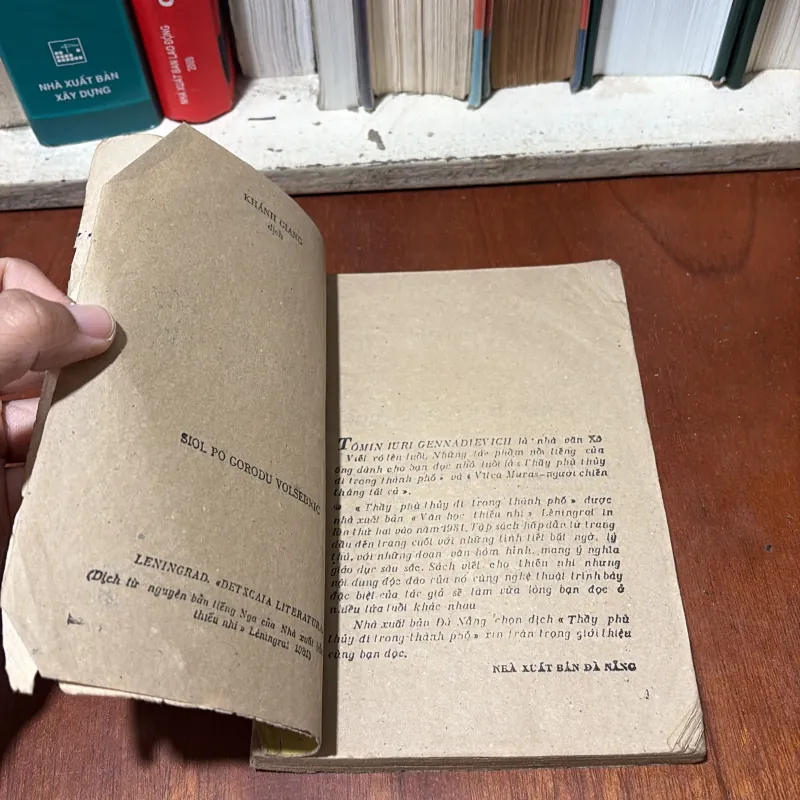 NHÀ XUẤT BẢN
XÂY DỰNG
NHÀ XUẤT BẢN LAO ĐỘNG
KHÁNH GIANG
dịch
SIOL PO GORODU VOLSEBNIC
LENINGRAD, «DETXCAIA LITERATURA
(Dịch từ nguyên bản tiếng Nga của Nhà xuất
thiếu nhi» Lêningrat 1981)
TÔMIN IURI GENNADIEVICH là nhà văn Xô
Viết có tên tuổi. Những tác phẩm nổi tiếng của
ông dành cho bạn đọc nhỏ tuổi là «Thầy phù thủy
đi trong thành phố» và «Vitca Muras-người chiến
thắng tất cả».
«Thầy phù thủy đi trong thành phố» được
nhà xuất bản «Văn học thiếu nhi» Lêningrat in
lần thứ hai vào năm 1981. Tập sách hấp dẫn từ trang
đầu đến trang cuối với những tình tiết bất ngờ, lý
thú, với những đoạn văn hóm hỉnh, mang ý nghĩa
giáo dục sâu sắc. Sách viết cho thiếu nhi nhưng
nội dung độc đáo của nó cùng nghệ thuật trình bày
đặc biệt của tác giả sẽ làm vừa lòng bạn đọc ở
nhiều lứa tuổi khác nhau
Nhà xuất bản Đà Nẵng chọn dịch «Thầy phù
thủy đi trong thành phố» xin trân trọng giới thiệu
cùng bạn đọc.
NHÀ XUẤT BẢN ĐÀ NẴNG